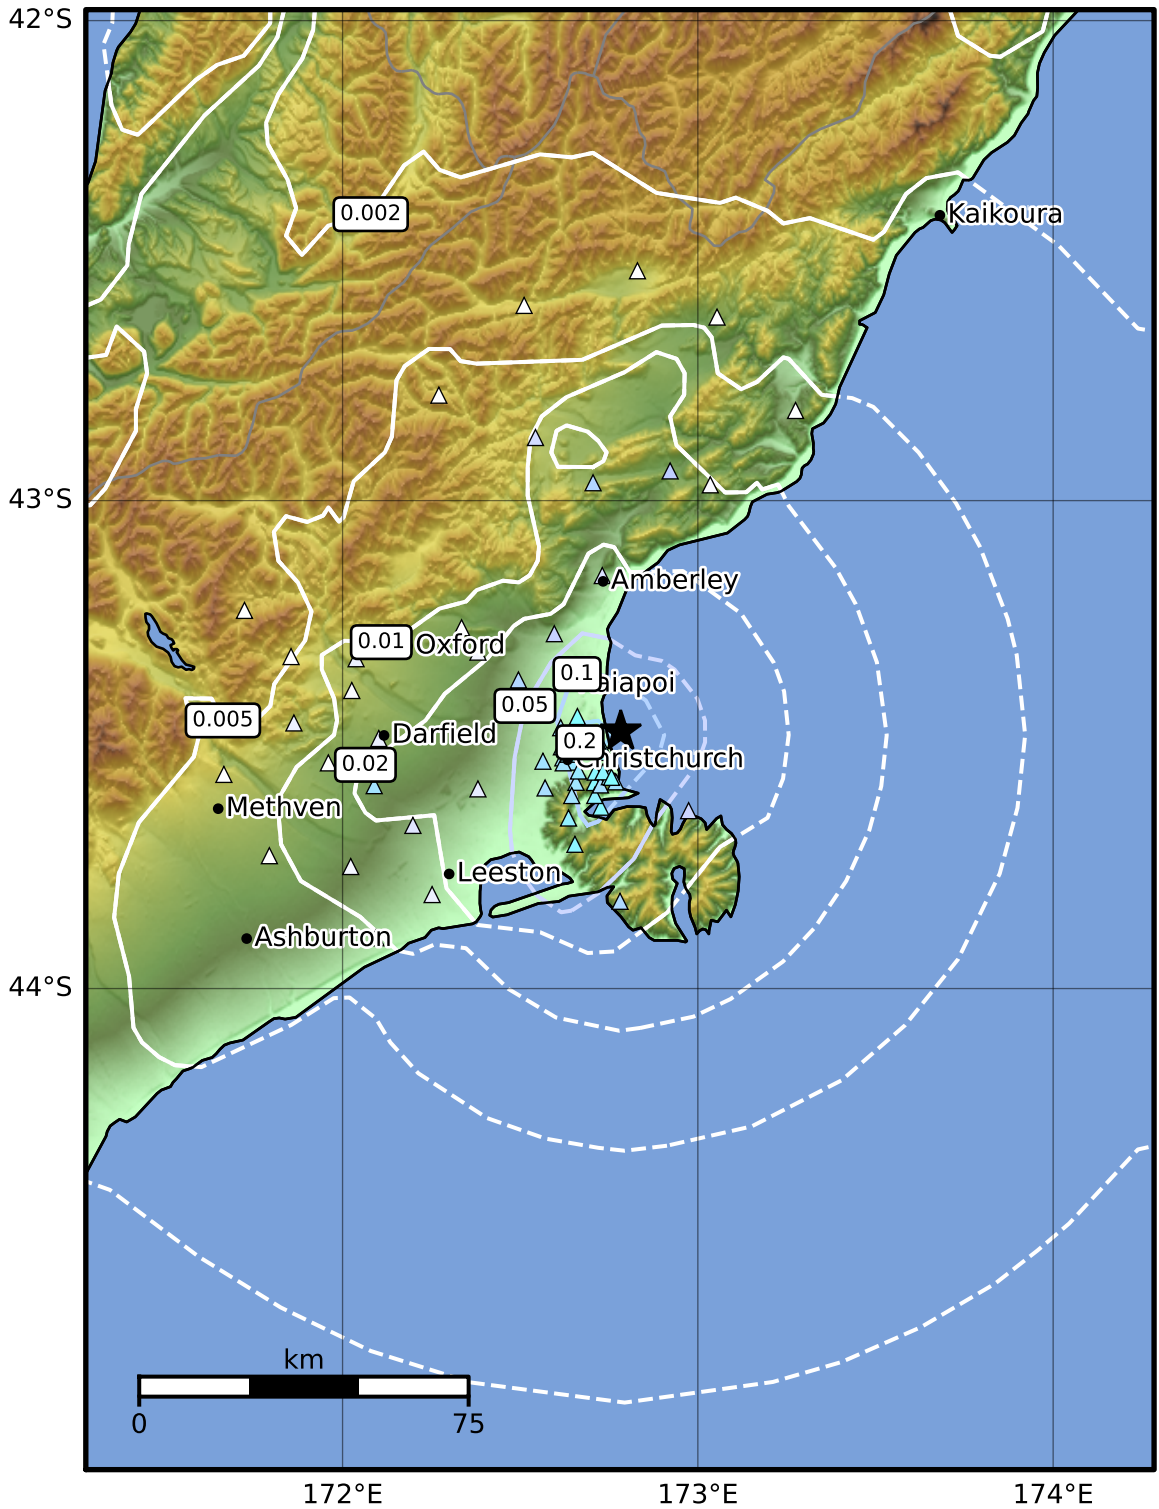 42°S
0.002
Kaikoura
43°S
Amberley
0.01
Oxford
0.1
aiapoi
0.05
0.005
Darfield
0.2
Christchurch
0.02
Methven
Leeston
Ashburton
44°S
km
0
75
172°E
173°E
174°E